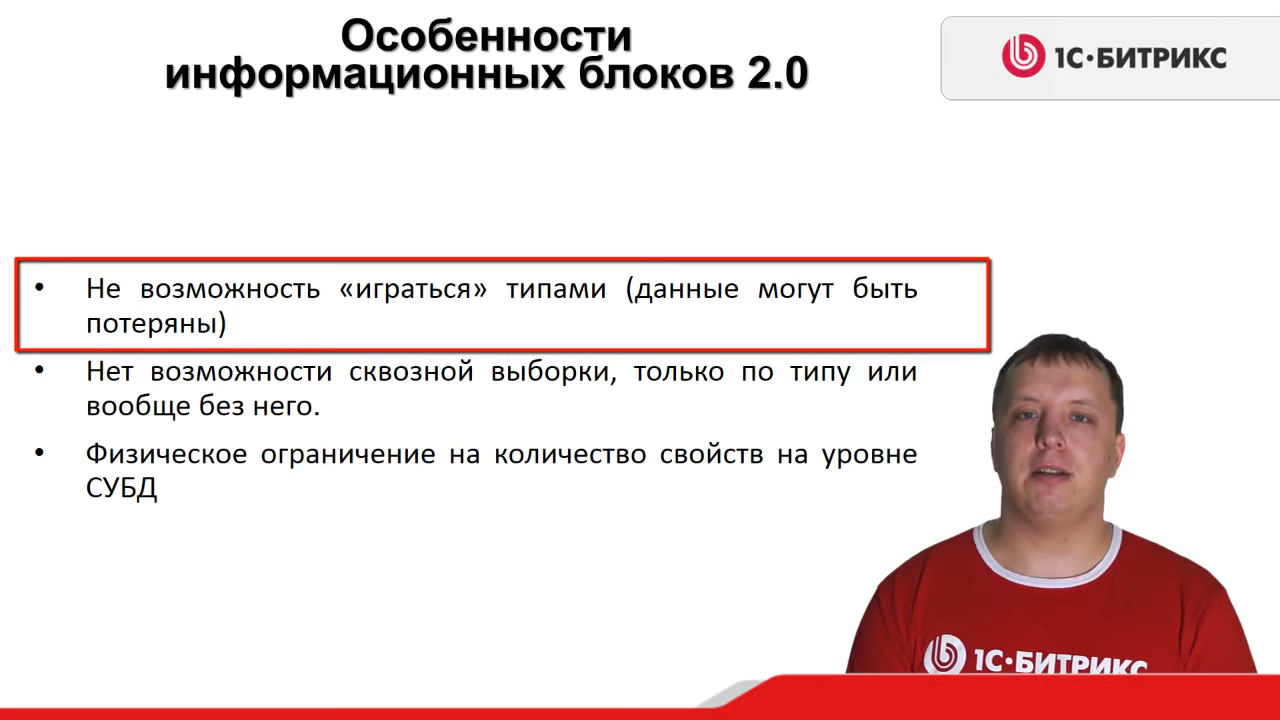 Особенности
информационных блоков 2.0
1С·БИТРИКС
• Не возможность «играться» типами (данные могут быть
потеряны)
• Нет возможности сквозной выборки, только по типу или
вообще без него.
• Физическое ограничение на количество свойств на уровне
СУБД
1С·БИТРИКС